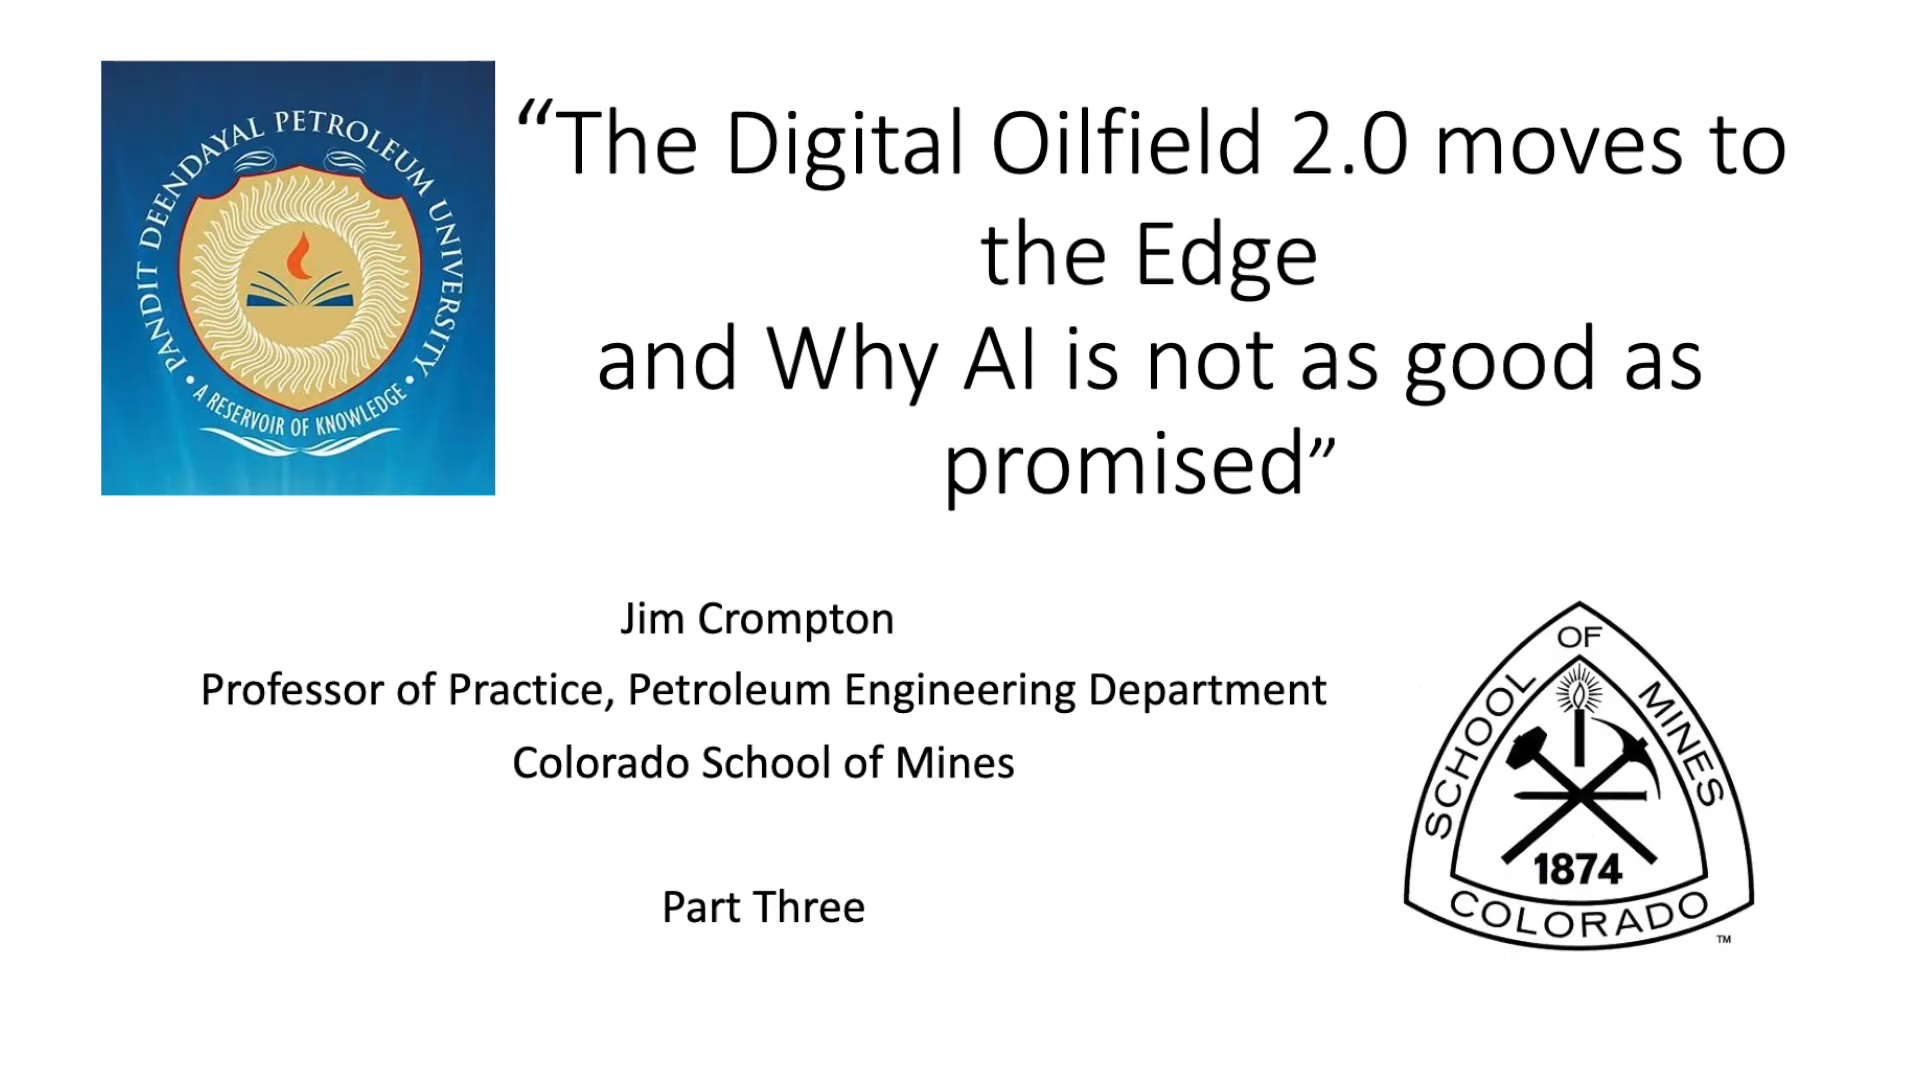 PANDIT DEENDAYAL PETROLEUM UNIVERSITY
• A RESERVOIR OF KNOWLEDGE •
“The Digital Oilfield 2.0 moves to
the Edge
and Why AI is not as good as
promised”
Jim Crompton
Professor of Practice, Petroleum Engineering Department
Colorado School of Mines
Part Three
SCHOOL OF MINES
1874
COLORADO
TM